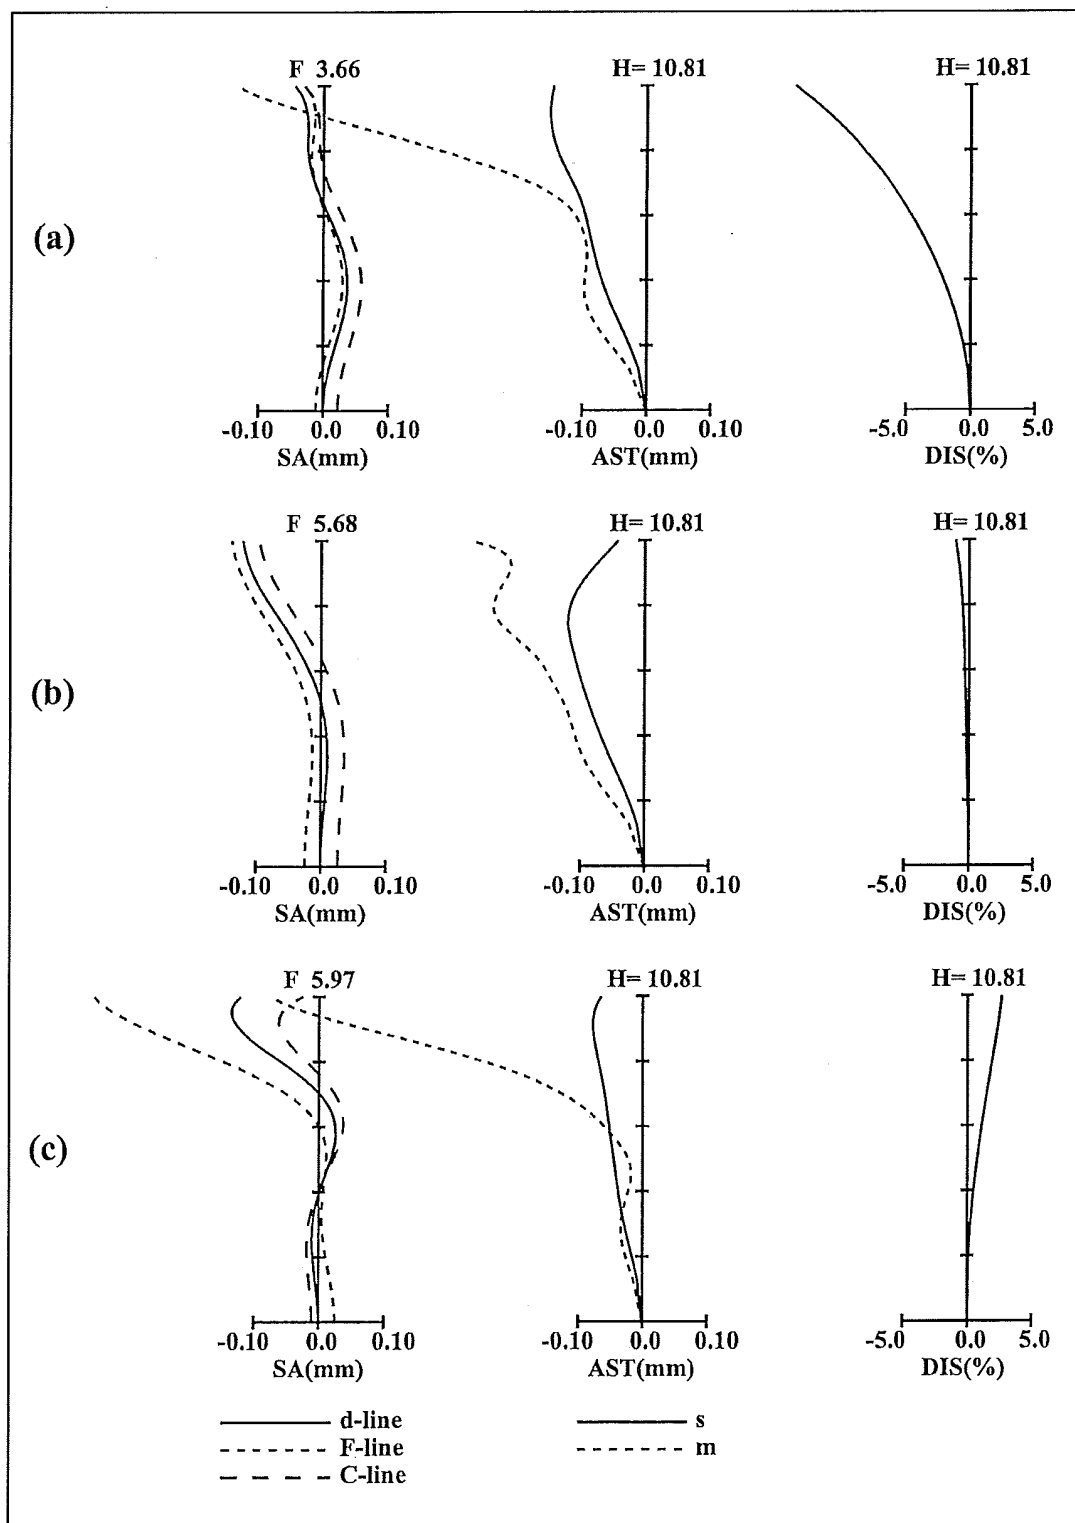 F 3.66 H= 10.81 H= 10.81
(a)
-0.10 0.0 0.10 -0.10 0.0 0.10 -5.0 0.0 5.0
SA(mm) AST(mm) DIS(%)
F 5.68 H= 10.81 H= 10.81
(b)
-0.10 0.0 0.10 -0.10 0.0 0.10 -5.0 0.0 5.0
SA(mm) AST(mm) DIS(%)
F 5.97 H= 10.81 H= 10.81
(c)
-0.10 0.0 0.10 -0.10 0.0 0.10 -5.0 0.0 5.0
SA(mm) AST(mm) DIS(%)
d-line s
F-line m
C-line